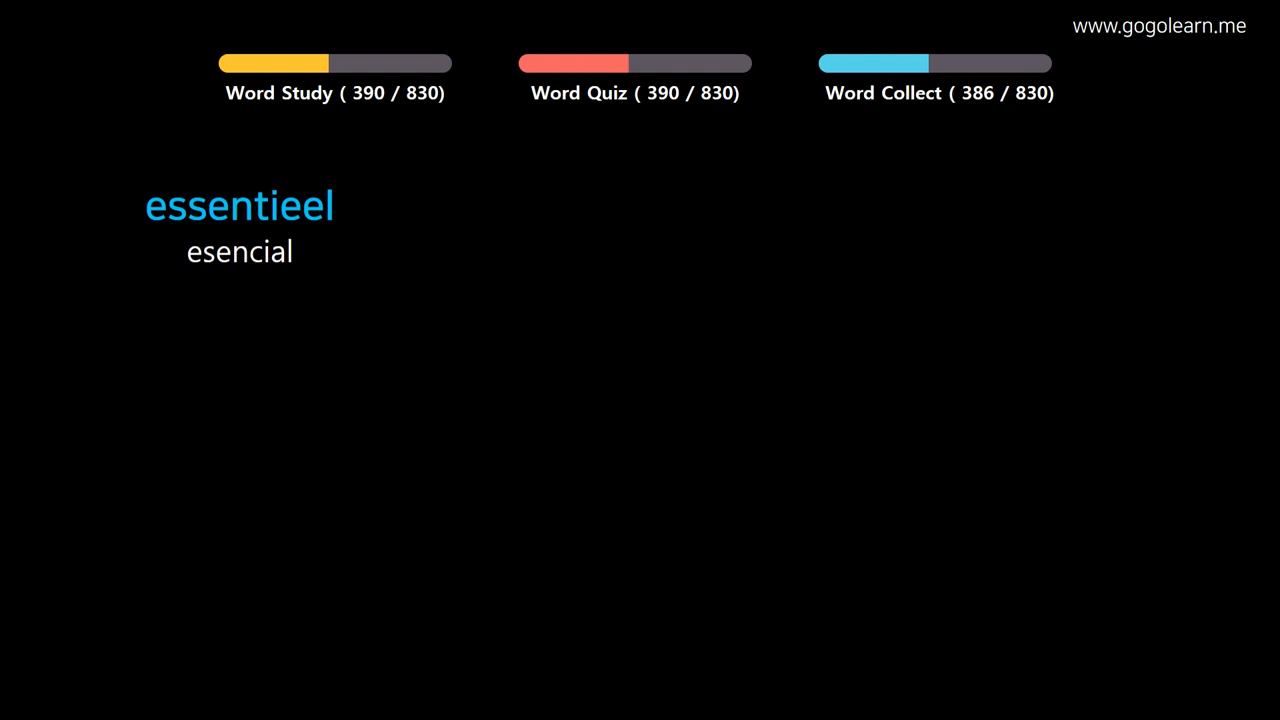 www.gogolearn.me
Word Study ( 390 / 830)
Word Quiz ( 390 / 830)
Word Collect ( 386 / 830)
essentieel
esencial